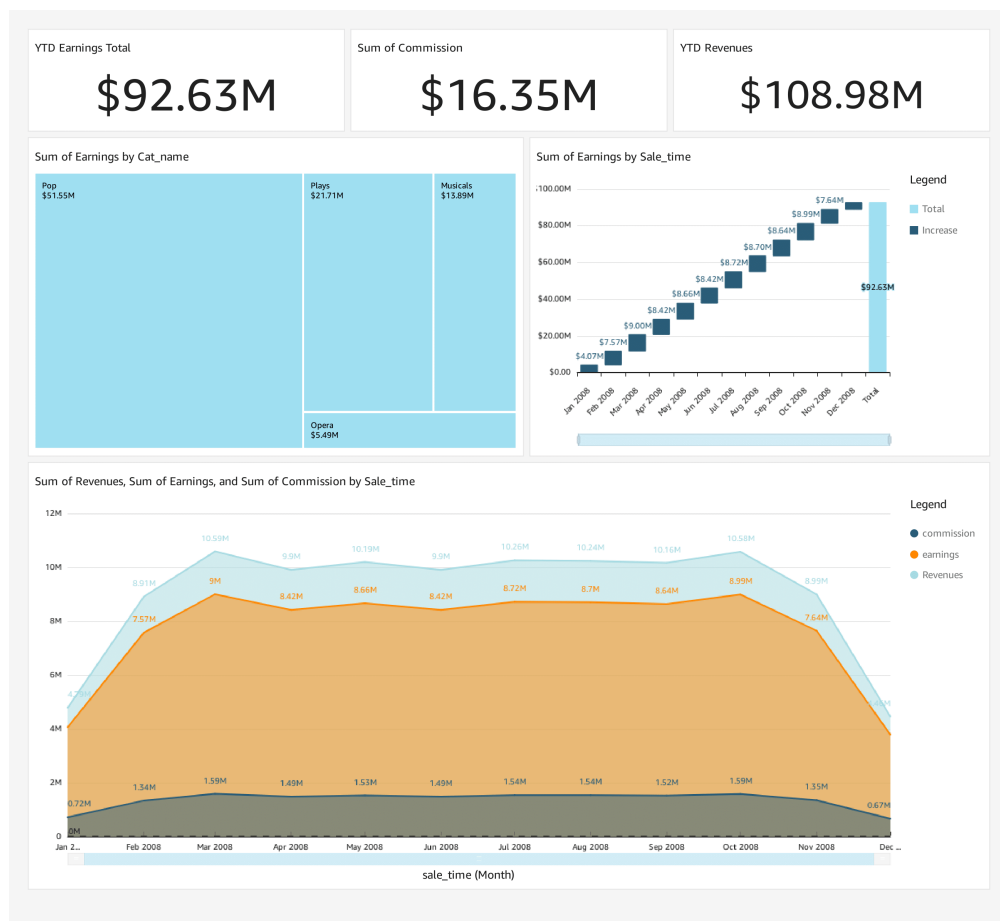 YTD Earnings Total
$92.63M
Sum of Commission
$16.35M
YTD Revenues
$108.98M
Sum of Earnings by Cat_name
Pop
$51.55M
Plays
$21.71M
Musicals
$13.89M
Opera
$5.49M
Sum of Earnings by Sale_time
$80.00M
$60.00M
$40.00M
$20.00M
$0.00
$4.07M
$7.57M
$9.00M
$8.42M
$8.66M
$8.42M
$8.72M
$8.70M
$8.64M
$8.99M
$7.64M
$92.63M
Jan 2008
Feb 2008
Mar 2008
Apr 2008
May 2008
Jun 2008
Jul 2008
Aug 2008
Sep 2008
Oct 2008
Nov 2008
Dec 2008
Total
Legend
Total
Increase
Sum of Revenues, Sum of Earnings, and Sum of Commission by Sale_time
12M
10M
8M
6M
4M
2M
0
4.79M
8.91M
10.59M
9.9M
10.19M
9.9M
10.26M
10.24M
10.16M
10.58M
8.99M
7.57M
9M
8.42M
8.66M
8.42M
8.72M
8.7M
8.64M
8.99M
7.64M
0.72M
1.34M
1.59M
1.49M
1.53M
1.49M
1.54M
1.54M
1.52M
1.59M
1.35M
0.67M
0M
Jan 2...
Feb 2008
Mar 2008
Apr 2008
May 2008
Jun 2008
Jul 2008
Aug 2008
Sep 2008
Oct 2008
Nov 2008
Dec ...
sale_time (Month)
Legend
commission
earnings
Revenues